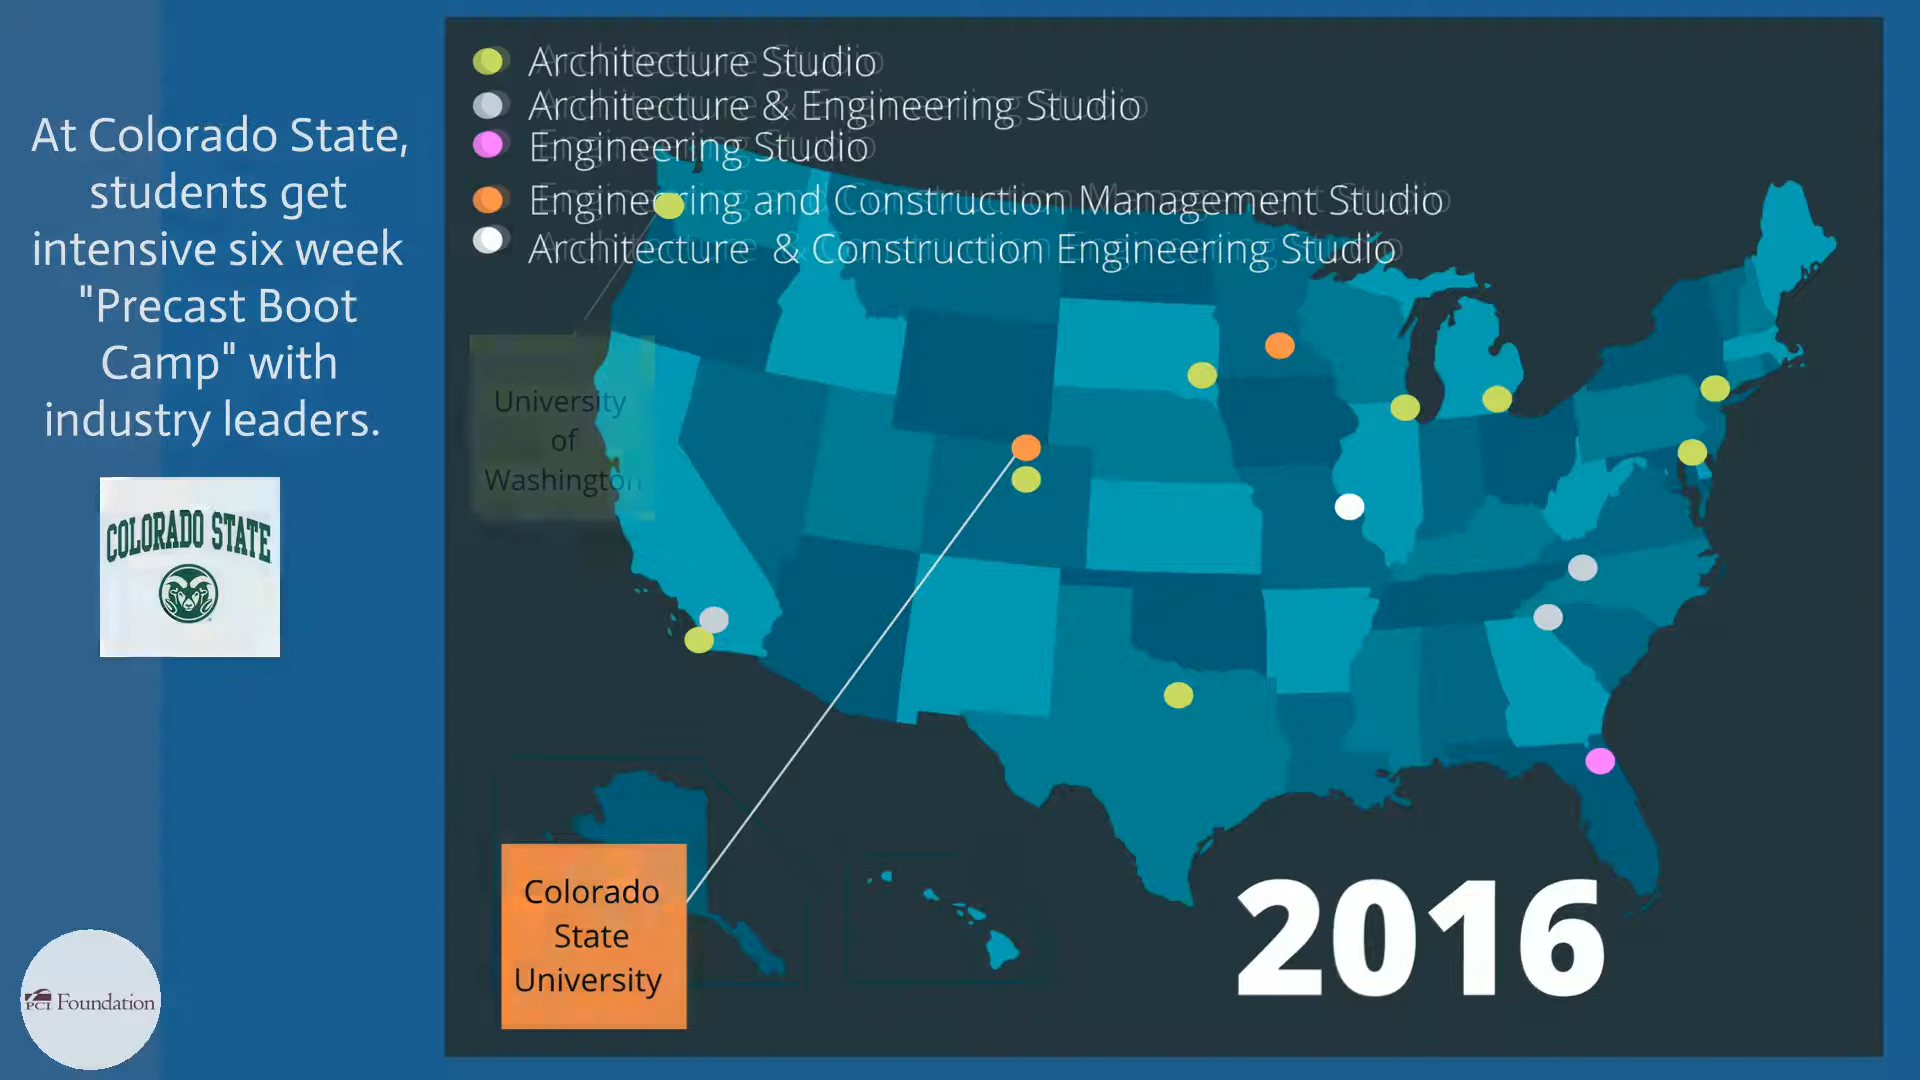 At Colorado State,
students get
intensive six week
"Precast Boot
Camp" with
industry leaders.
COLORADO STATE
PCI Foundation
Architecture Studio
Architecture & Engineering Studio
Engineering Studio
Engineering and Construction Management Studio
Architecture & Construction Engineering Studio
University
of
Washington
Colorado
State
University
2016